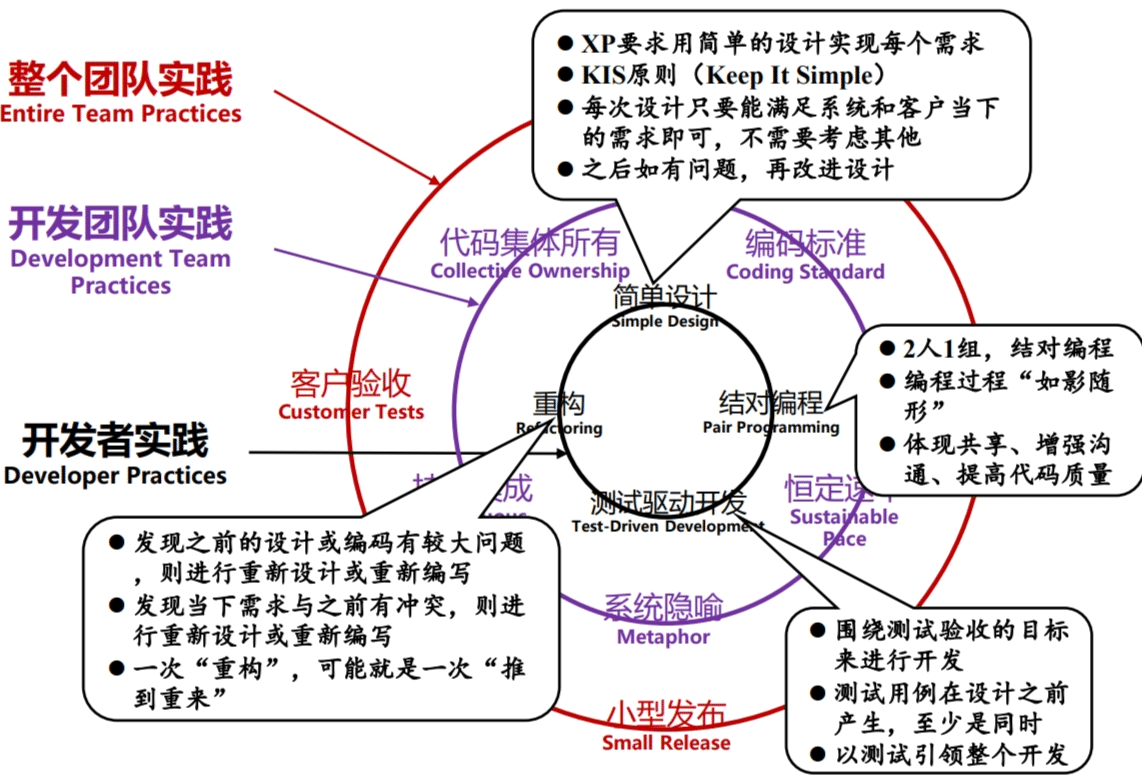 整个团队实践
Entire Team Practices
开发团队实践
Development Team
Practices
开发者实践
Developer Practices
● XP要求用简单的设计实现每个需求
● KIS原则（Keep It Simple）
● 每次设计只要能满足系统和客户当下
的需求即可，不需要考虑其他
● 之后如有问题，再改进设计
代码集体所有
Collective Ownership
编码标准
Coding Standard
简单设计
Simple Design
客户验收
Customer Tests
重构
Refactoring
结对编程
Pair Programming
● 2人1组，结对编程
● 编程过程“如影随
形”
● 体现共享、增强沟
通、提高代码质量
成
测试驱动开发
Test-Driven Development
恒定速
Sustainable
Pace
● 发现之前的设计或编码有较大问题
，则进行重新设计或重新编写
● 发现当下需求与之前有冲突，则进
行重新设计或重新编写
● 一次“重构”，可能就是一次“推
到重来”
系统隐喻
Metaphor
● 围绕测试验收的目标
来进行开发
● 测试用例在设计之前
产生，至少是同时
● 以测试引领整个开发
小型发布
Small Release